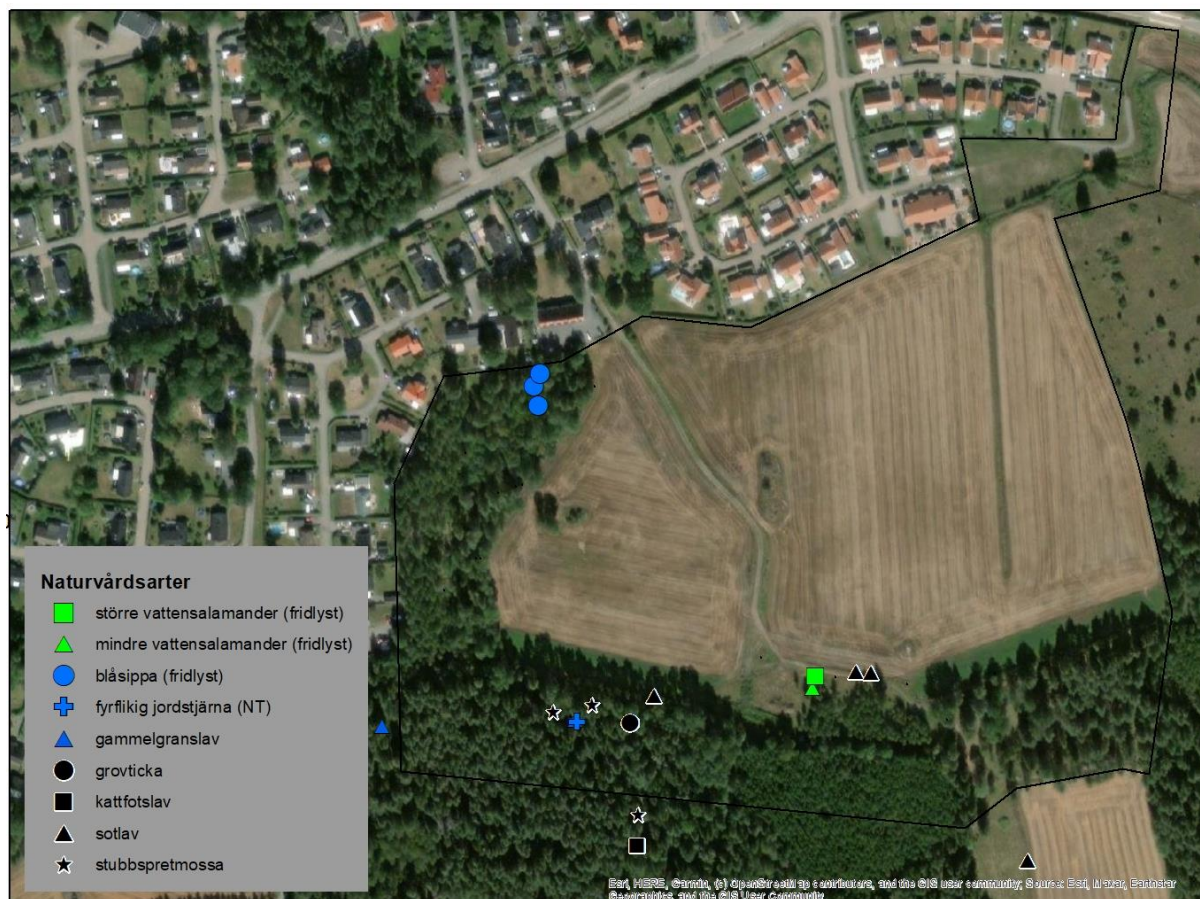 Naturvårdsarter
större vattensalamander (fridlyst)
mindre vattensalamander (fridlyst)
blåsippa (fridlyst)
fyrflikig jordstjärna (NT)
gammelgranslav
grovticka
kattfotslav
sotlav
stubbspretmossa
Esri, HERE, Garmin, (c) OpenStreetMap contributors, and the GIS user community; Source: Esri, Maxar, Earthstar
Geographics, and the GIS User Community